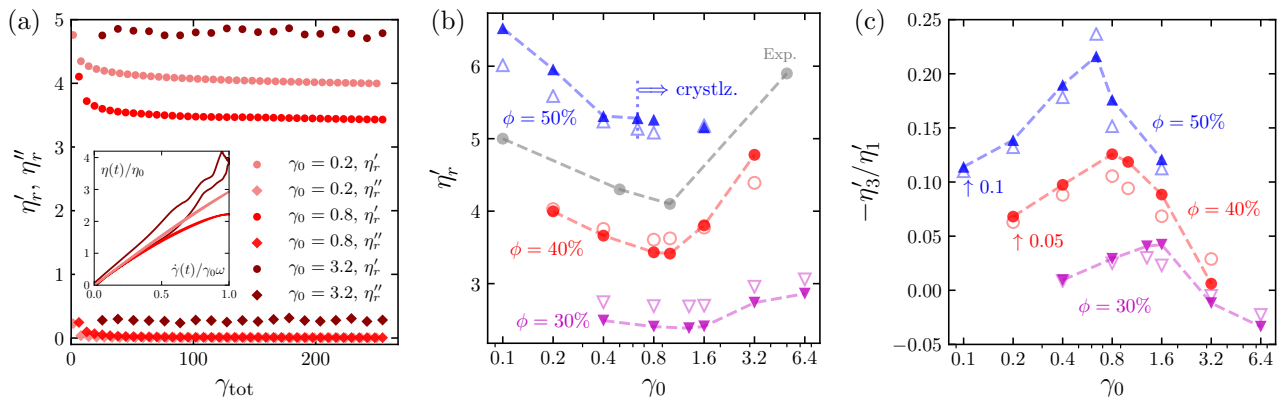 (a)
5
4
3
2
1
0
η′r, η″r
0
100
200
γtot
η(t)/η0
4
3
2
1
0
0.0
0.5
1.0
γ̇(t)/γ0ω
γ0 = 0.2, η′r
γ0 = 0.2, η″r
γ0 = 0.8, η′r
γ0 = 0.8, η″r
γ0 = 3.2, η′r
γ0 = 3.2, η″r
(b)
6
5
4
3
η′r
ϕ = 50%
⟹ crystlz.
Exp.
ϕ = 40%
ϕ = 30%
0.1
0.2
0.4
0.8
1.6
3.2
6.4
γ0
(c)
0.25
0.20
0.15
0.10
0.05
0.00
−0.05
−η′3/η′1
ϕ = 50%
↑ 0.1
ϕ = 40%
↑ 0.05
ϕ = 30%
0.1
0.2
0.4
0.8
1.6
3.2
6.4
γ0